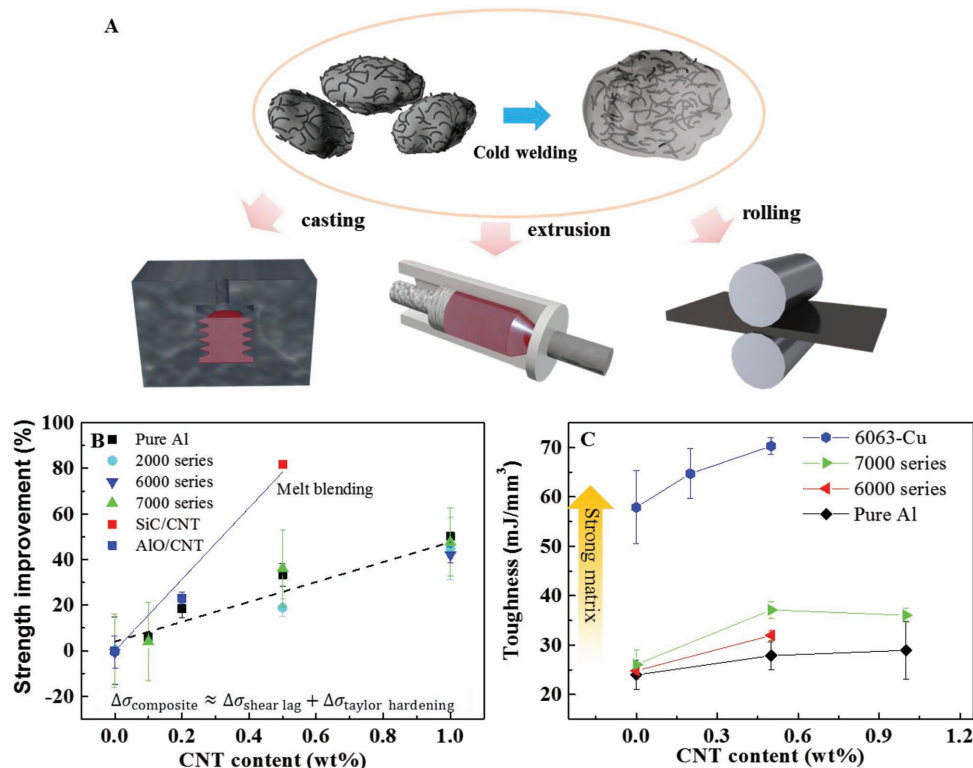 A
Cold welding
casting
extrusion
rolling
B
Pure Al
2000 series
6000 series
7000 series
SiC/CNT
AlO/CNT
Melt blending
Δσcomposite ≈ Δσshear lag + Δσtaylor hardening
Strength improvement (%)
100
80
60
40
20
0
-20
0.0
0.2
0.4
0.6
0.8
1.0
CNT content (wt%)
C
6063-Cu
7000 series
6000 series
Pure Al
Strong matrix
Toughness (mJ/mm³)
70
60
50
40
30
20
0.0
0.3
0.6
0.9
1.2
CNT content (wt%)